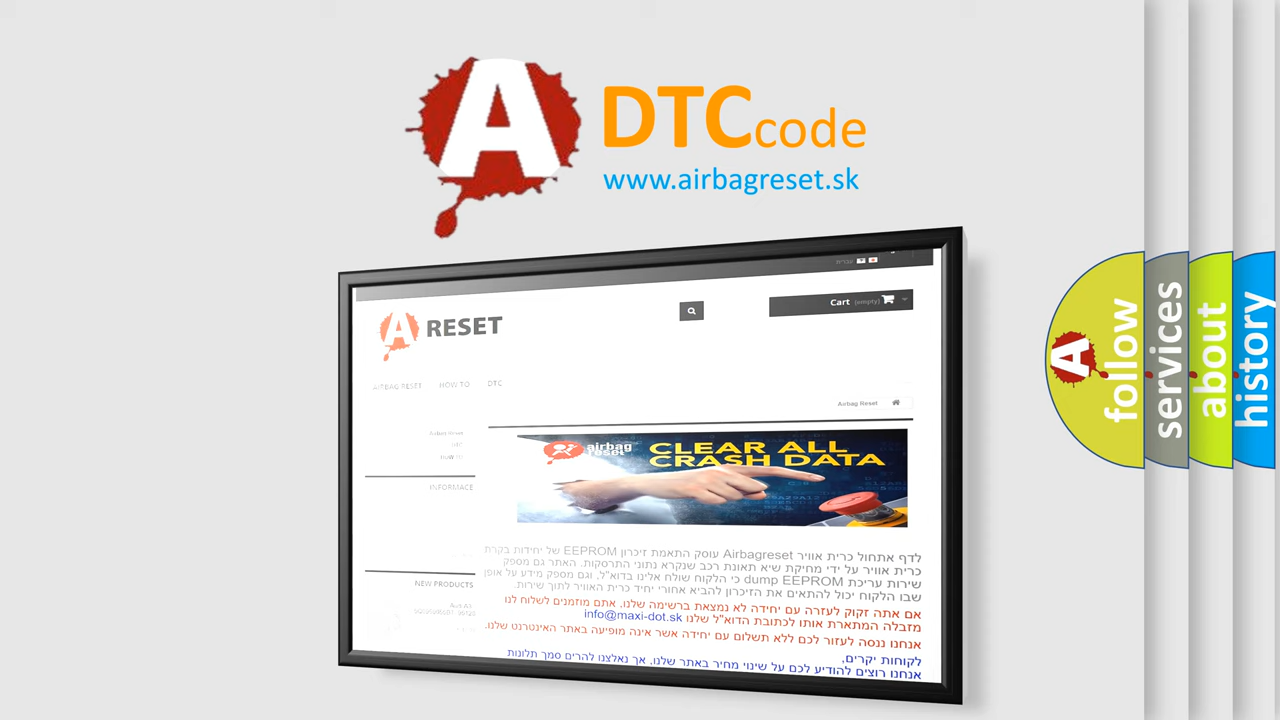 A DTC code
www.airbagreset.sk
עברית
Cart (empty)
A RESET
AIRBAG RESET HOW TO DTC
Airbag Reset
Airbag Reset
HOW TO
INFORMACE
NEW PRODUCTS
airbag
reset
CLEAR ALL
CRASH DATA
לדף אתחול כרית אוויר Airbagreset עוסק התאמת זיכרון EEPROM של יחידות בקרת
כרית אוויר על ידי מחיקת שיא תאונת רכב שנקרא נתוני התרסקות. האתר גם מספק
שירות עריכת dump EEPROM כי הלקוח שולח אלינו בדוא"ל, וגם מספק מידע על אופן
שבו הלקוח יכול להתאים את הזיכרון להביא אחורי יחיד כרית האוויר לתוך שירות.
אם אתה זקוק לעזרה עם יחידה לא נמצאת ברשימה שלנו, אתם מוזמנים לשלוח לנו
מזבלה המתארת אותו לכתובת הדוא"ל שלנו info@maxi-dot.sk
אנחנו ננסה לעזור לכם ללא תשלום עם יחידה אשר אינה מופיעה באתר האינטרנט שלנו.
לקוחות יקרים,
אנחנו רוצים להודיע לכם על שינוי מחיר באתר שלנו, אך נאלצנו להרים סמך תלונות
A follow
services
about
history